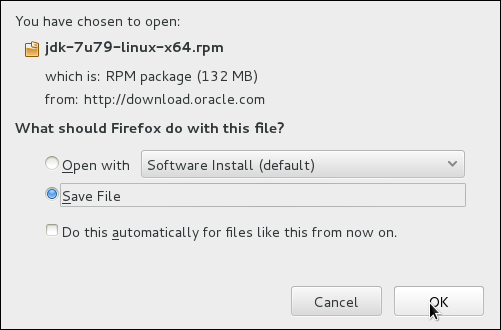 You have chosen to open:
jdk-7u79-linux-x64.rpm
which is: RPM package (132 MB)
from: http://download.oracle.com
What should Firefox do with this file?
Open with Software Install (default)
Save File
Do this automatically for files like this from now on.
Cancel OK